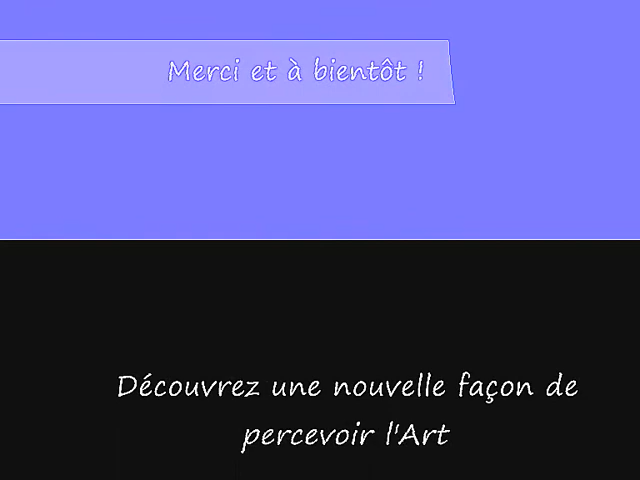 Merci et à bientôt !
Découvrez une nouvelle façon de
percevoir l'Art